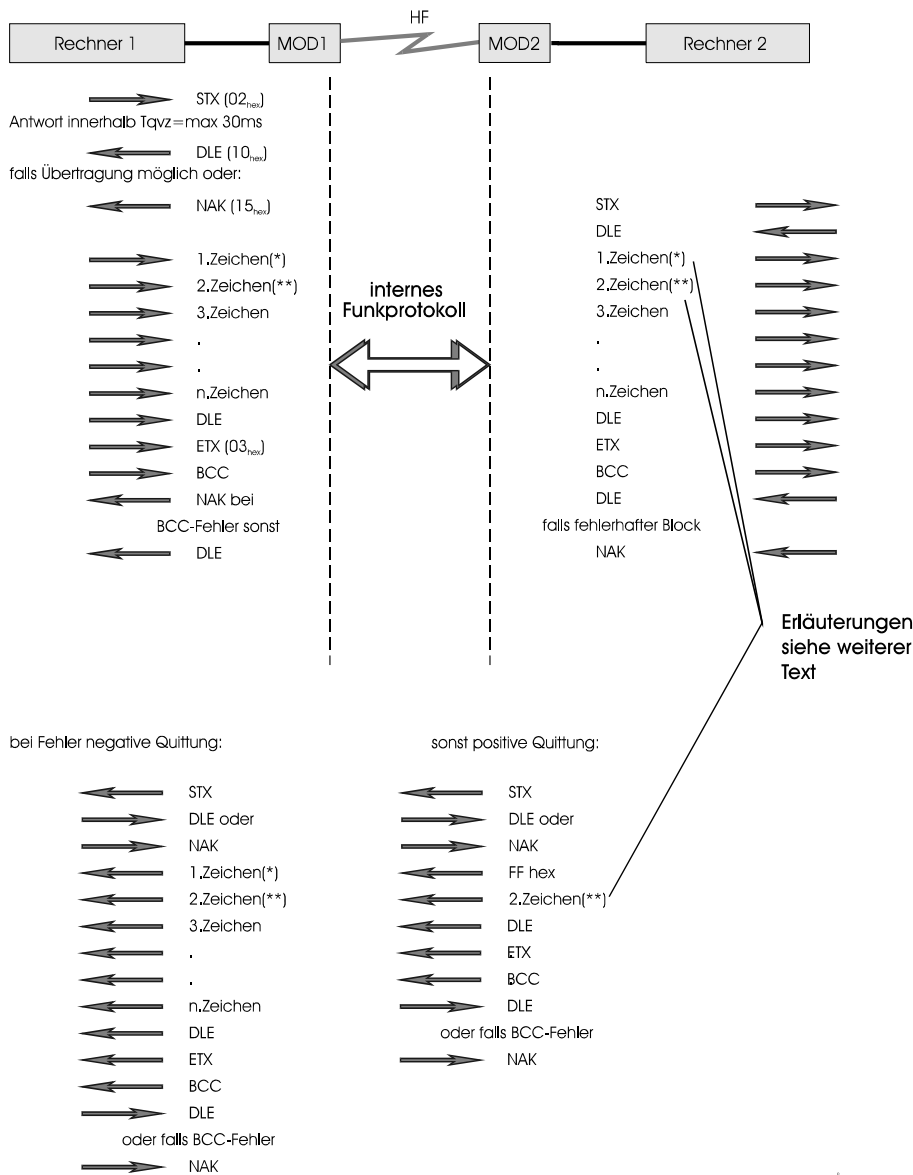 HF
Rechner 1
MOD1
MOD2
Rechner 2
STX (02hex)
Antwort innerhalb Tqvz=max 30ms
DLE (10hex)
falls Übertragung möglich oder:
NAK (15hex)
1.Zeichen(*)
2.Zeichen(**)
3.Zeichen
.
.
n.Zeichen
DLE
ETX (03hex)
BCC
NAK bei
BCC-Fehler sonst
DLE
internes
Funkprotokoll
STX
DLE
1.Zeichen(*)
2.Zeichen(**)
3.Zeichen
.
.
n.Zeichen
DLE
ETX
BCC
DLE
falls fehlerhafter Block
NAK
Erläuterungen
siehe weiterer
Text
bei Fehler negative Quittung:
STX
DLE oder
NAK
1.Zeichen(*)
2.Zeichen(**)
3.Zeichen
.
.
n.Zeichen
DLE
ETX
BCC
DLE
oder falls BCC-Fehler
NAK
sonst positive Quittung:
STX
DLE oder
NAK
FF hex
2.Zeichen(**)
DLE
ETX
BCC
DLE
oder falls BCC-Fehler
NAK